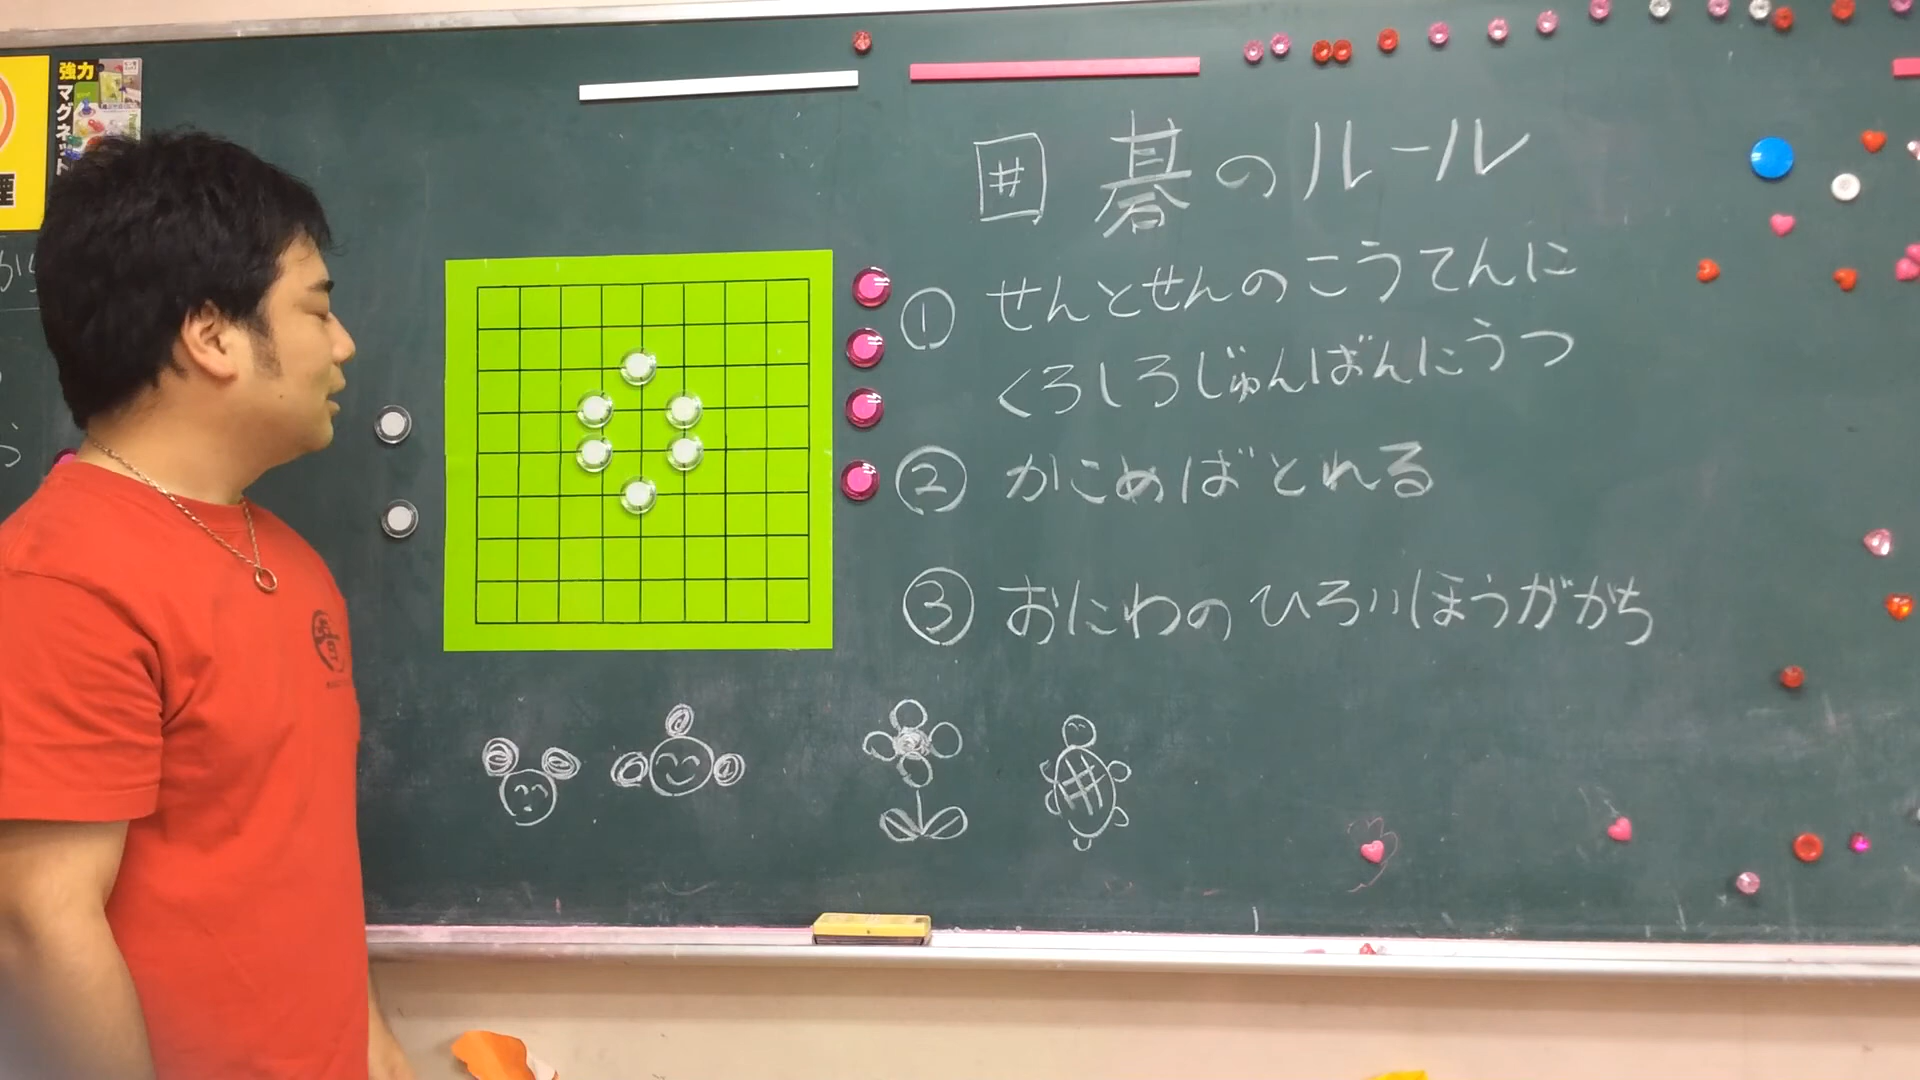 強力
マグネット
囲碁のルール
① せんとせんのこうてんに
くろしろじゅんばんにうつ
② かこめばとれる
③ おにわのひろいほうがかち